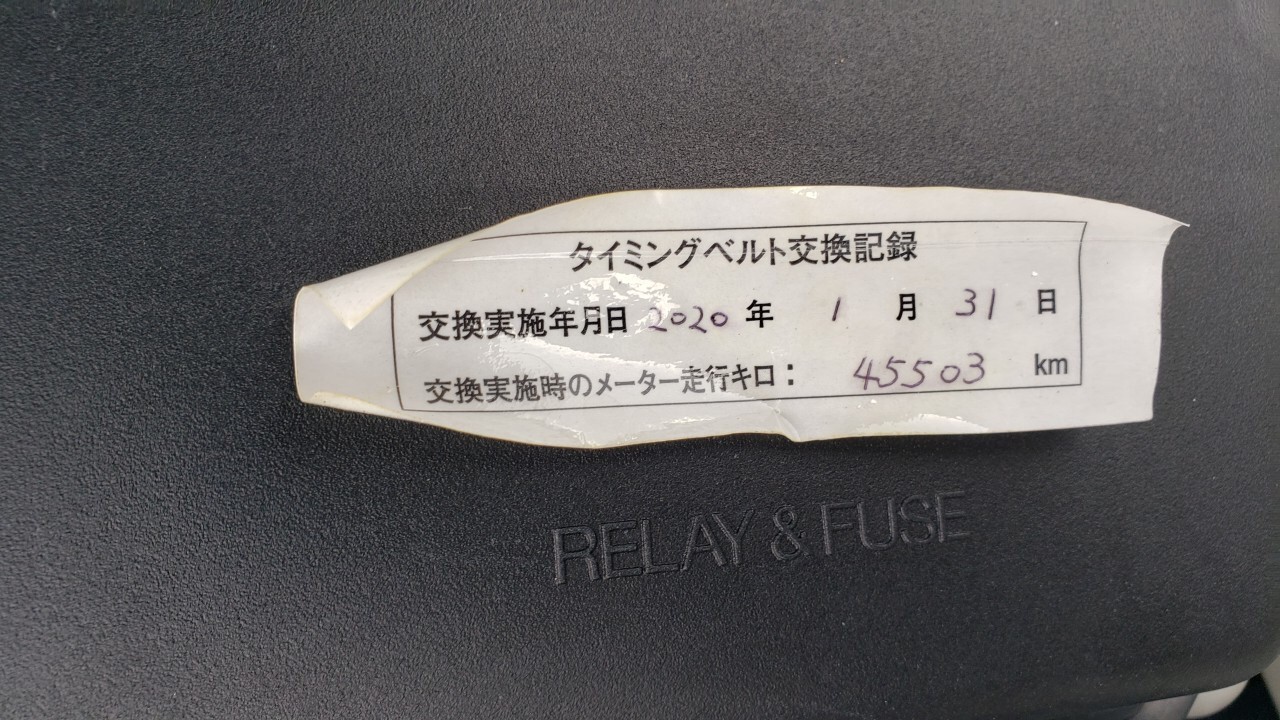 タイミングベルト交換記録
交換実施年月日 2020 年 1 月 31 日
交換実施時のメーター走行キロ： 45503 km
RELAY & FUSE